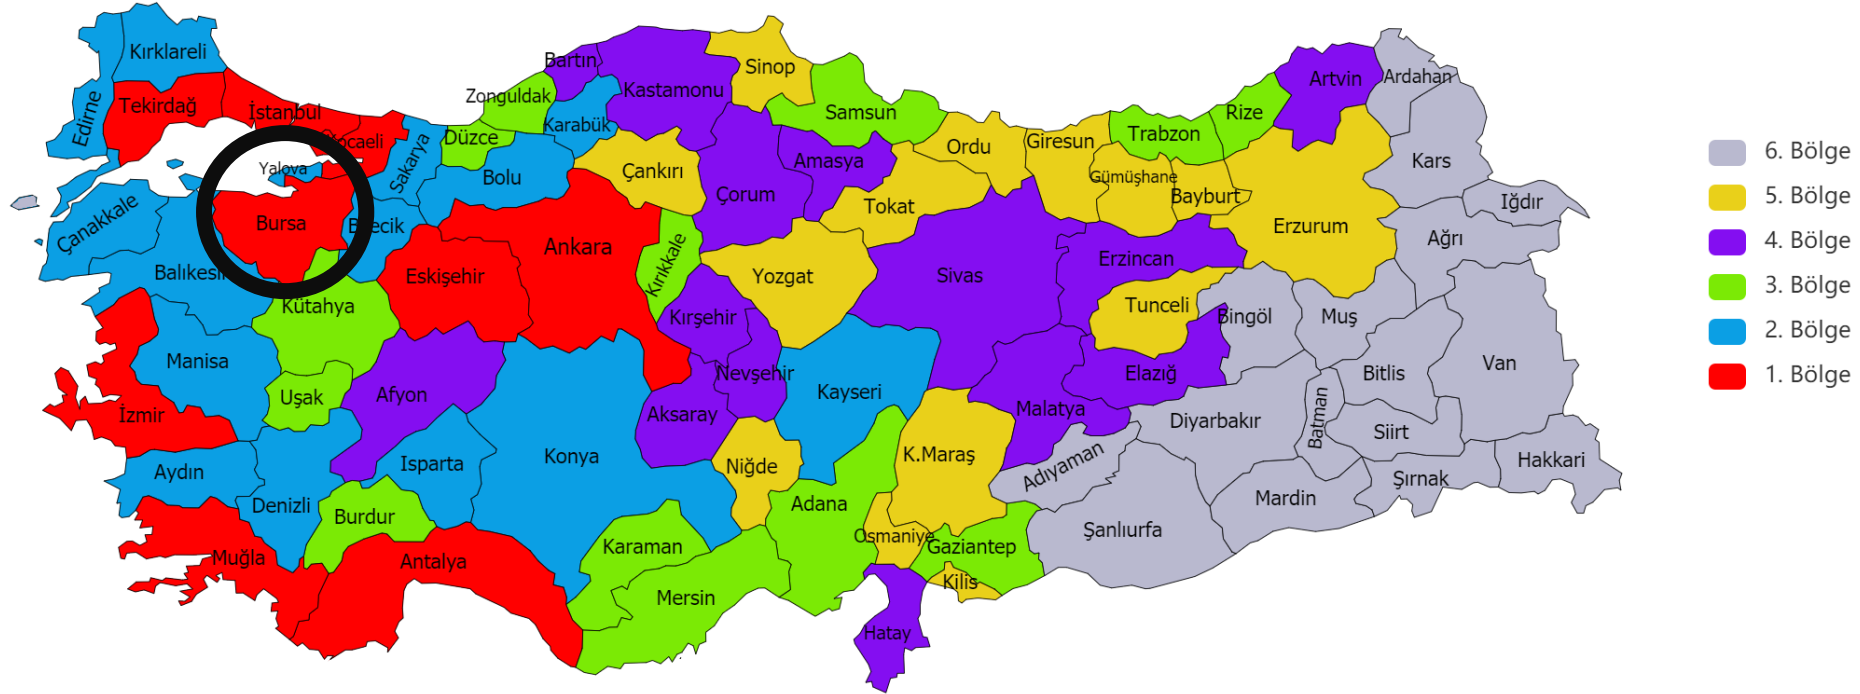 Kırklareli
Edirne
Tekirdağ
İstanbul
Kocaeli
Yalova
Sakarya
Düzce
Zonguldak
Bartın
Karabük
Kastamonu
Sinop
Samsun
Bolu
Çankırı
Çorum
Amasya
Ordu
Giresun
Trabzon
Rize
Artvin
Ardahan
Kars
Iğdır
Gümüşhane
Bayburt
Tokat
Erzurum
Ağrı
Çanakkale
Balıkesir
Bursa
Bilecik
Eskişehir
Ankara
Kırıkkale
Yozgat
Sivas
Erzincan
Tunceli
Bingöl
Muş
Kütahya
Kırşehir
Manisa
Uşak
Afyon
Nevşehir
Aksaray
Kayseri
Malatya
Elazığ
Diyarbakır
Batman
Bitlis
Siirt
Van
İzmir
Aydın
Denizli
Isparta
Konya
Niğde
K.Maraş
Adıyaman
Mardin
Şırnak
Hakkari
Burdur
Adana
Osmaniye
Gaziantep
Şanlıurfa
Muğla
Antalya
Karaman
Mersin
Kilis
Hatay
6. Bölge
5. Bölge
4. Bölge
3. Bölge
2. Bölge
1. Bölge